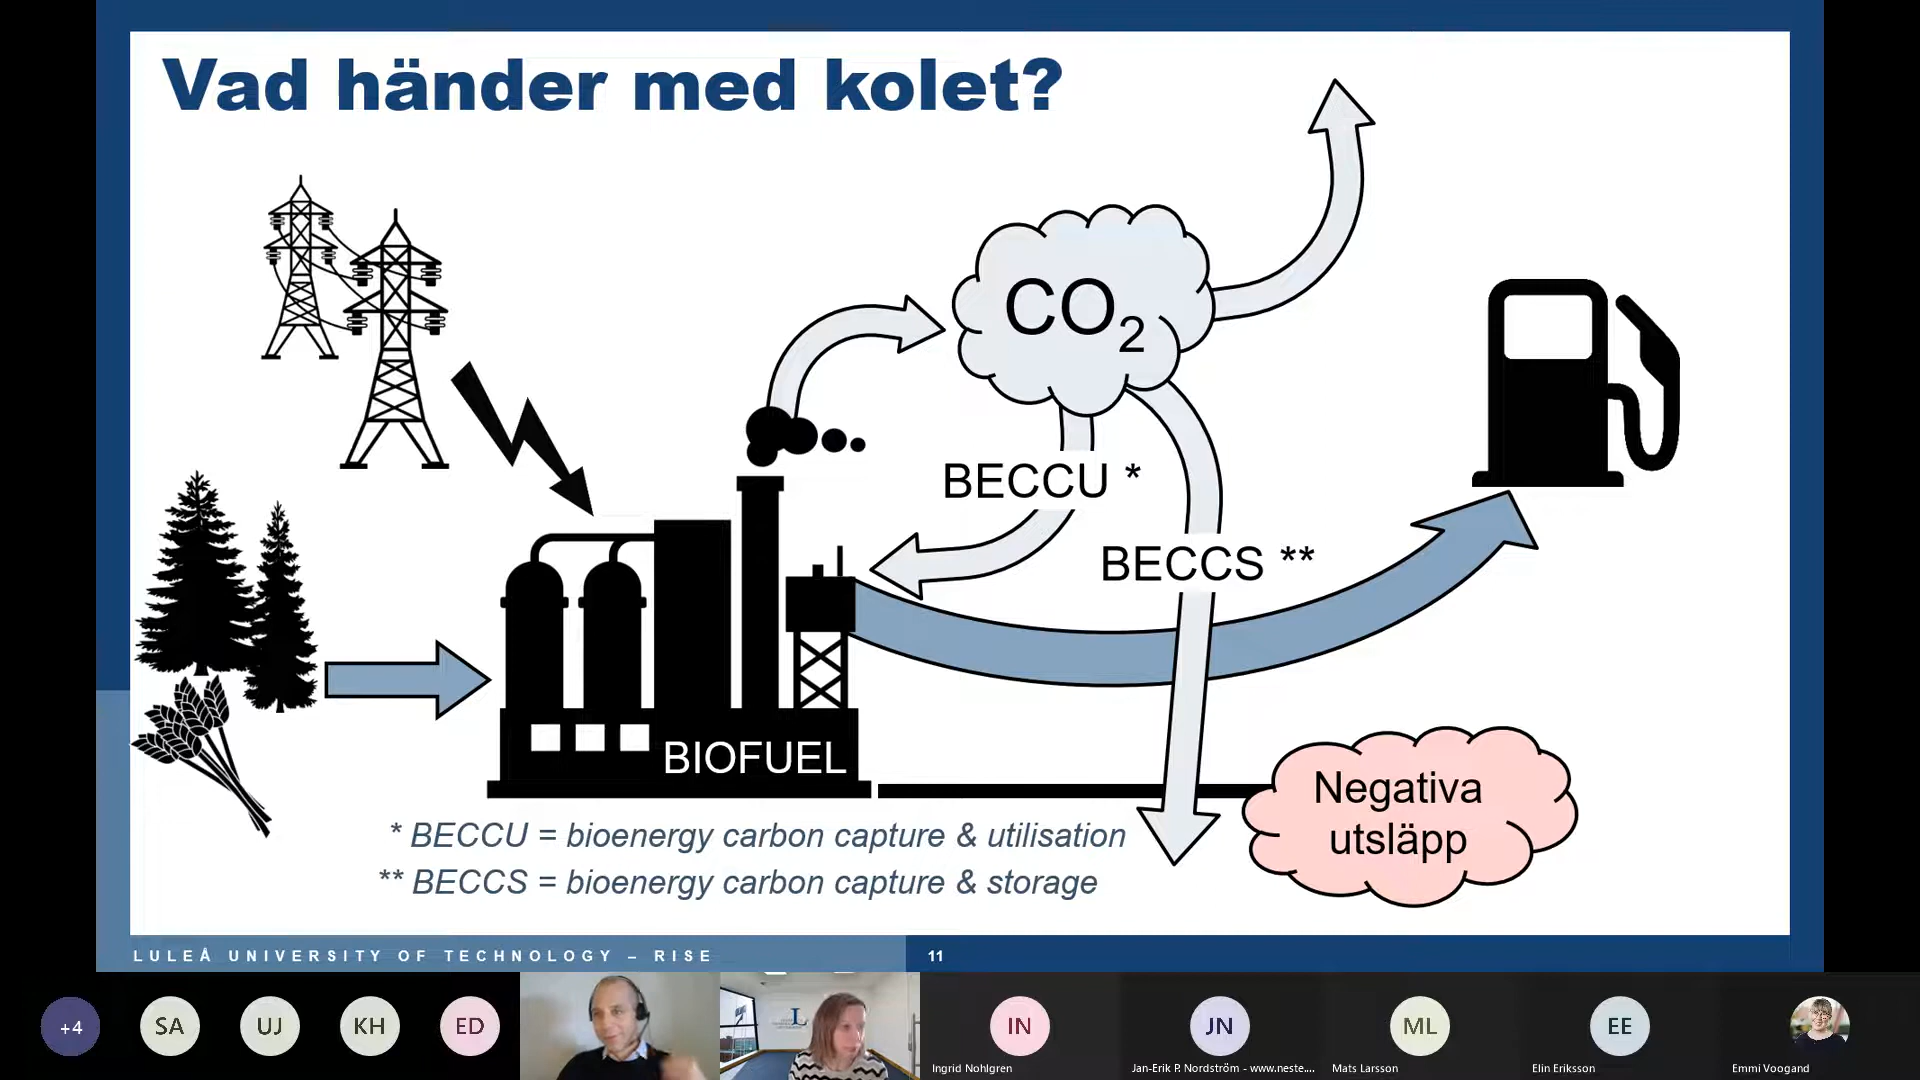 Vad händer med kolet?
CO2
BECCU *
BECCS **
BIOFUEL
Negativa
utsläpp
* BECCU = bioenergy carbon capture & utilisation
** BECCS = bioenergy carbon capture & storage
LULEÅ UNIVERSITY OF TECHNOLOGY – RISE
11
+4
SA
UJ
KH
ED
L
IN
JN
ML
EE
Ingrid Nohlgren
Jan-Erik P. Nordström - www.neste....
Mats Larsson
Elin Eriksson
Emmi Voogand